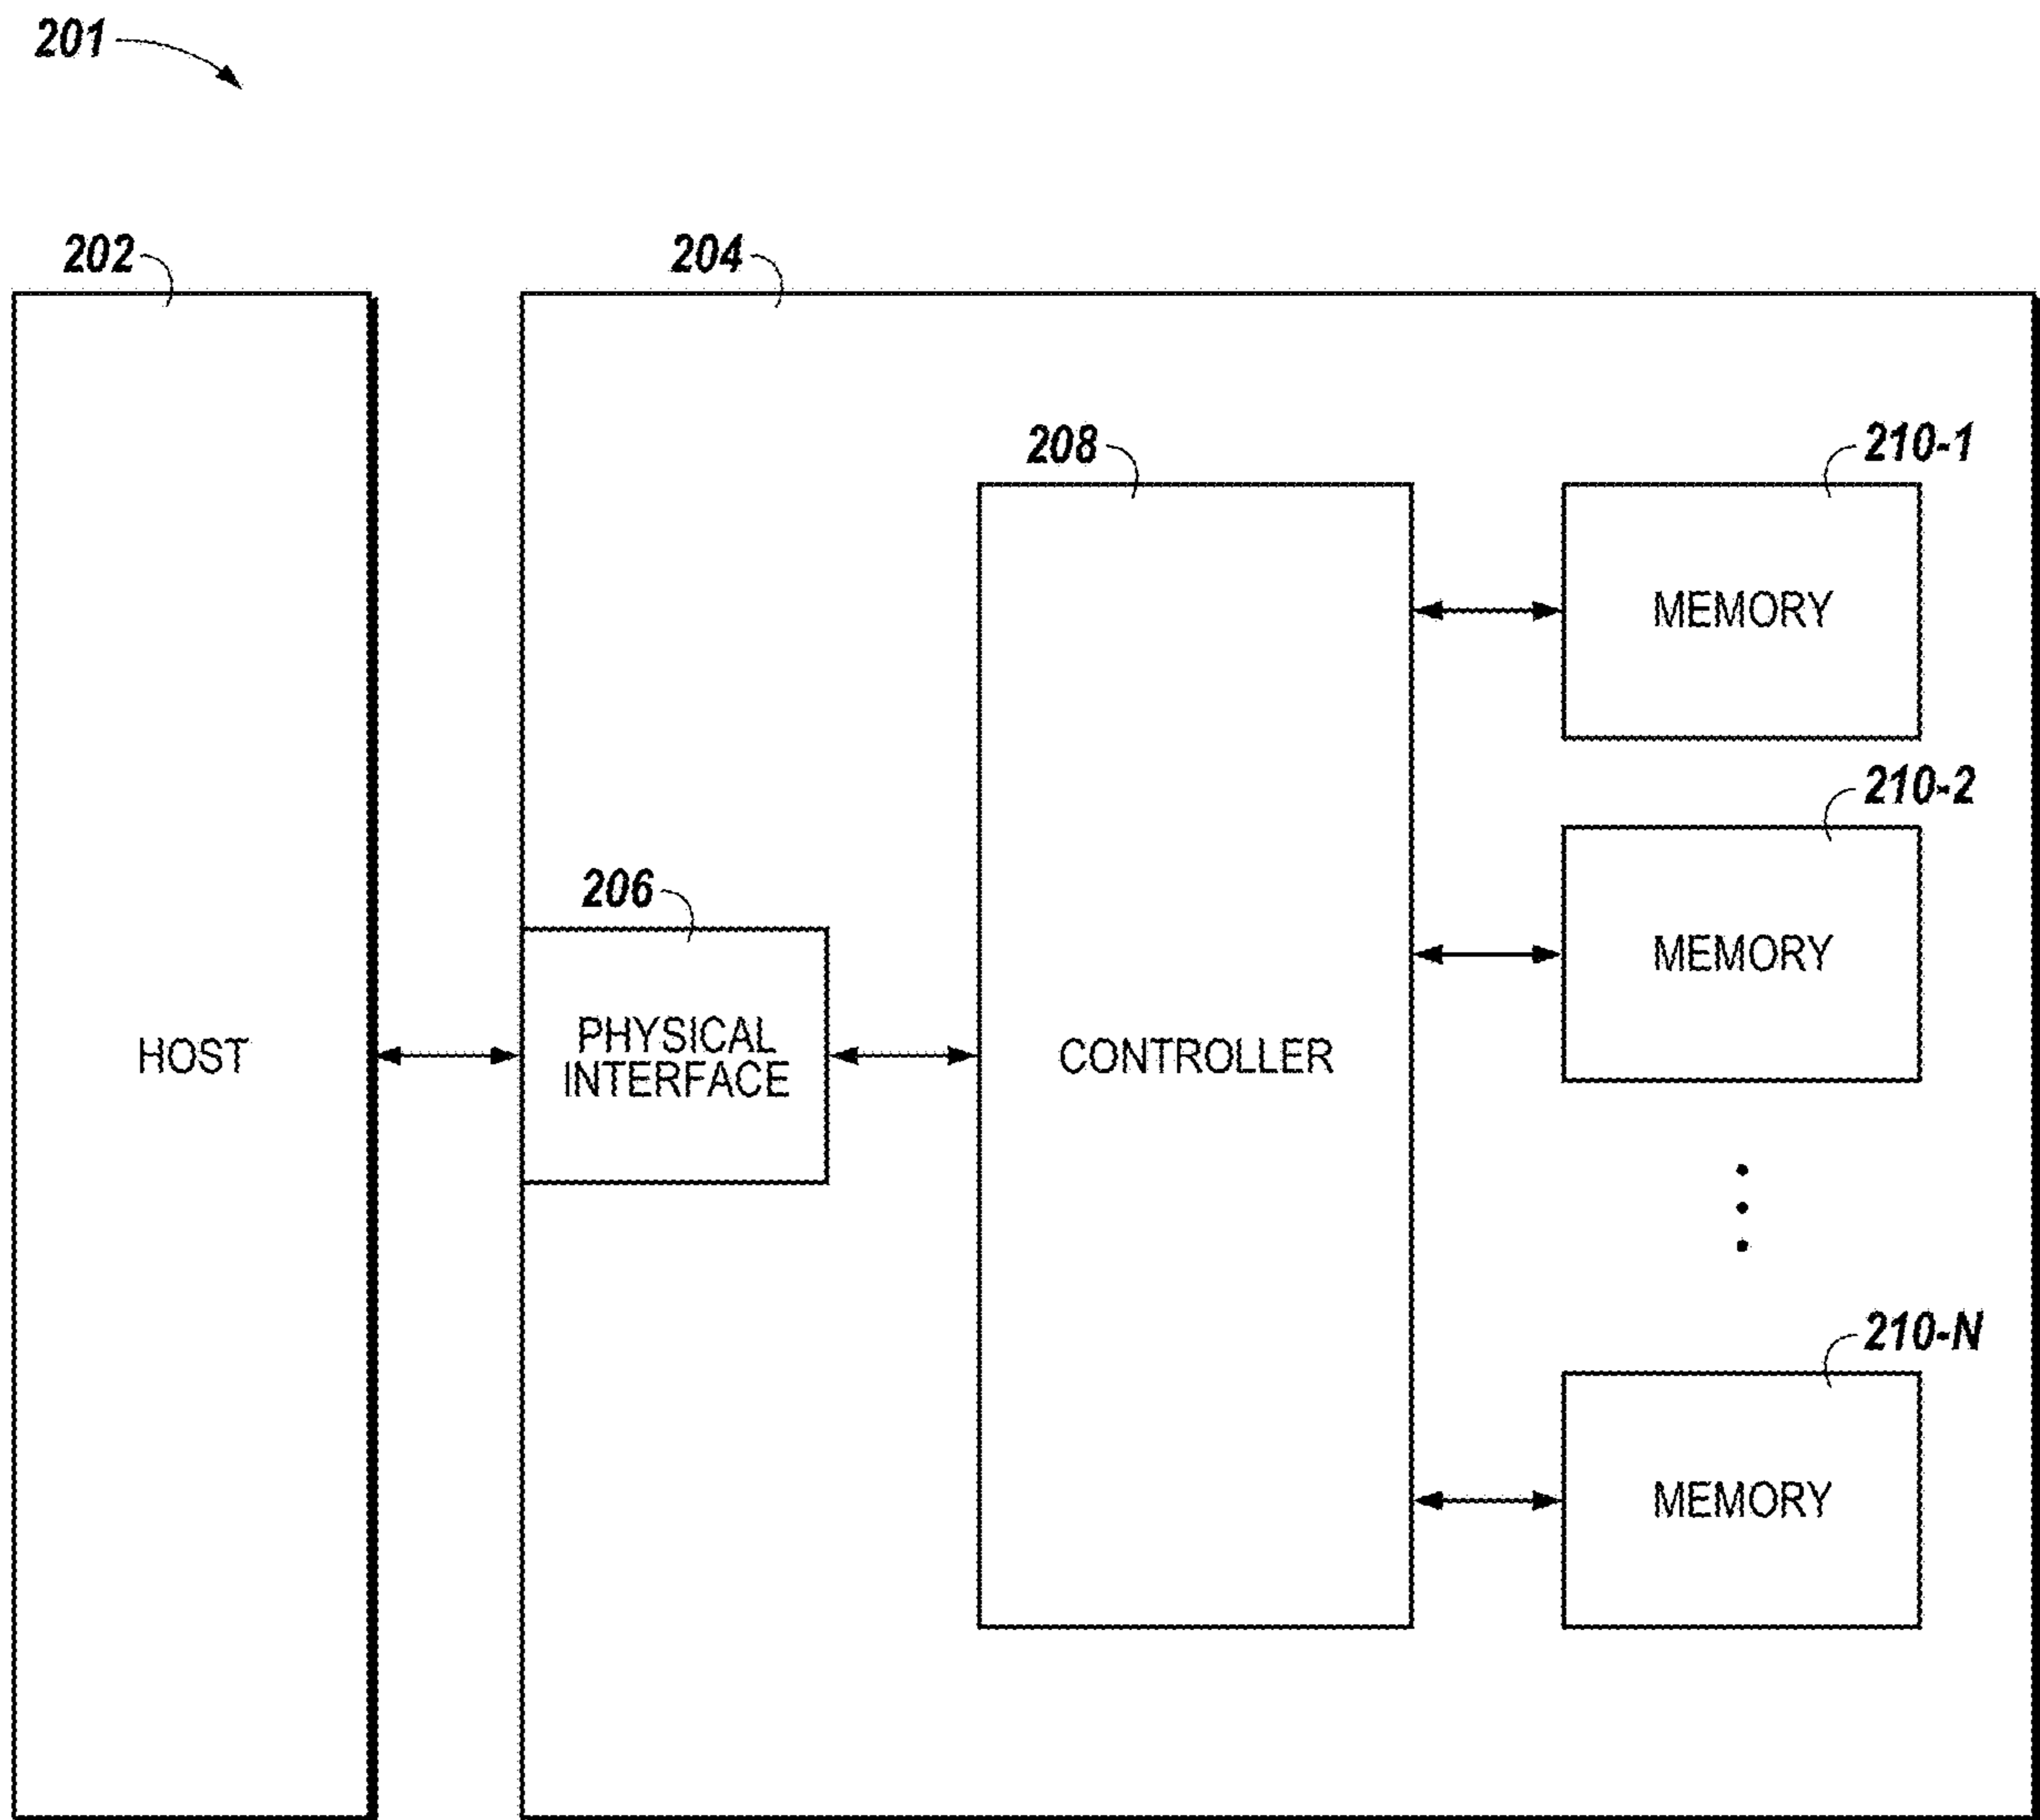 201
202
204
208
210-1
MEMORY
210-2
206
MEMORY
HOST
PHYSICAL
INTERFACE
CONTROLLER
210-N
MEMORY